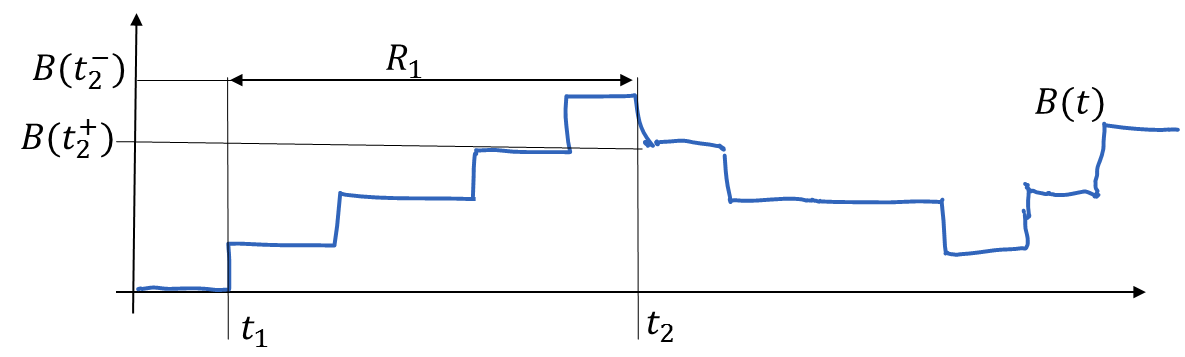 B(t₂⁻)
R₁
B(t₂⁺)
B(t)
t₁
t₂